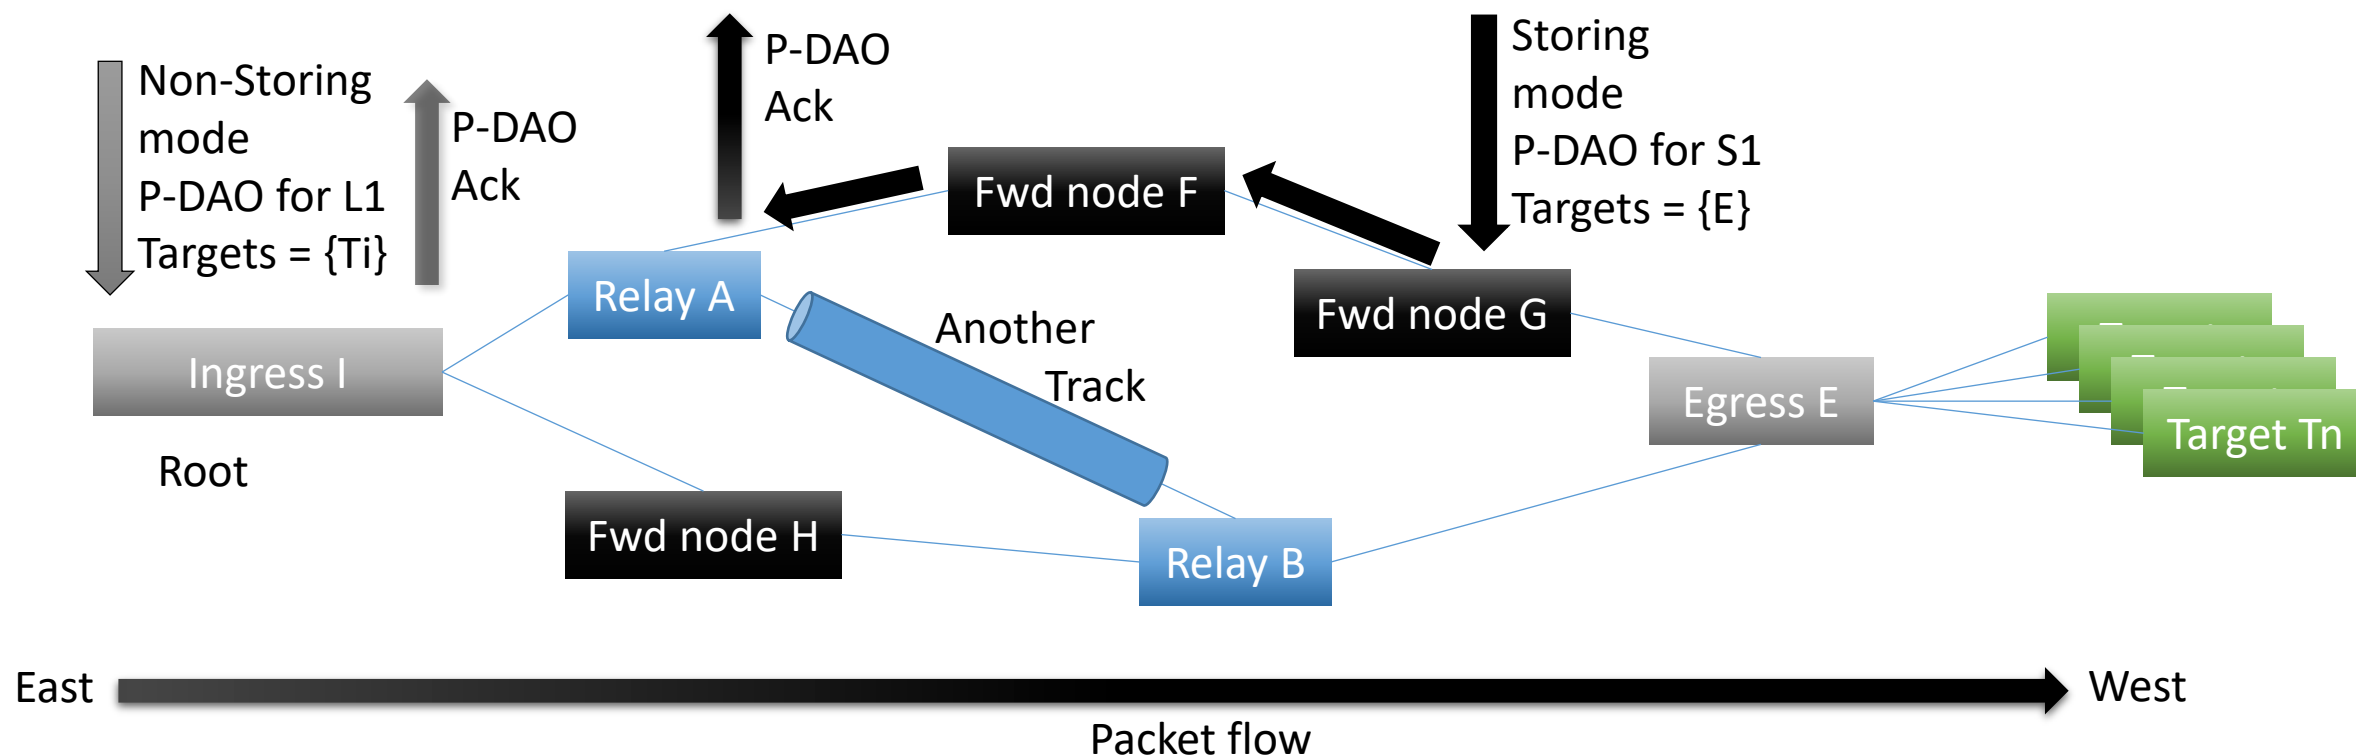 Non-Storing
mode
P-DAO for L1
Targets = {Ti}
P-DAO
Ack
P-DAO
Ack
Storing
mode
P-DAO for S1
Targets = {E}
Fwd node F
Relay A
Fwd node G
Another
Track
Ingress I
Egress E
Target Tn
Root
Fwd node H
Relay B
East
West
Packet flow